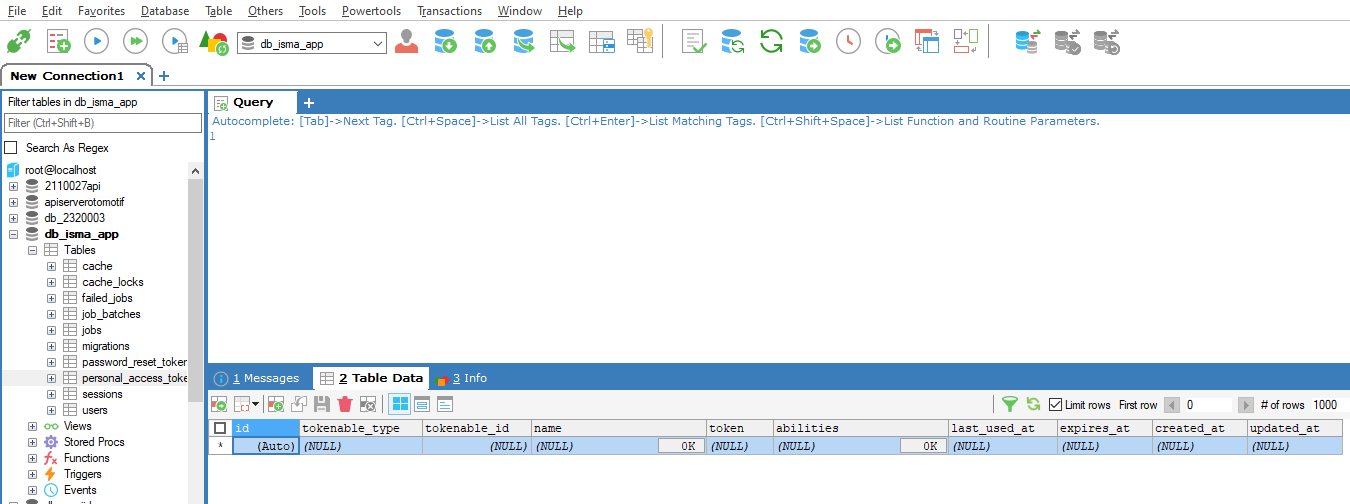 File Edit Favorites Database Table Others Tools Powertools Transactions Window Help
db_isma_app
New Connection1
Filter tables in db_isma_app
Filter (Ctrl+Shift+B)
Search As Regex
root@localhost
2110027api
apiserverotomotif
db_2320003
db_isma_app
Tables
cache
cache_locks
failed_jobs
job_batches
jobs
migrations
password_reset_token
personal_access_toke
sessions
users
Views
Stored Procs
Functions
Triggers
Events
Query
Autocomplete: [Tab]->Next Tag. [Ctrl+Space]->List All Tags. [Ctrl+Enter]->List Matching Tags. [Ctrl+Shift+Space]->List Function and Routine Parameters.
1
1 Messages 2 Table Data 3 Info
Limit rows First row 0 # of rows 1000
id tokenable_type tokenable_id name token abilities last_used_at expires_at created_at updated_at
* (Auto) (NULL) (NULL) (NULL) 0K (NULL) (NULL) 0K (NULL) (NULL) (NULL) (NULL)